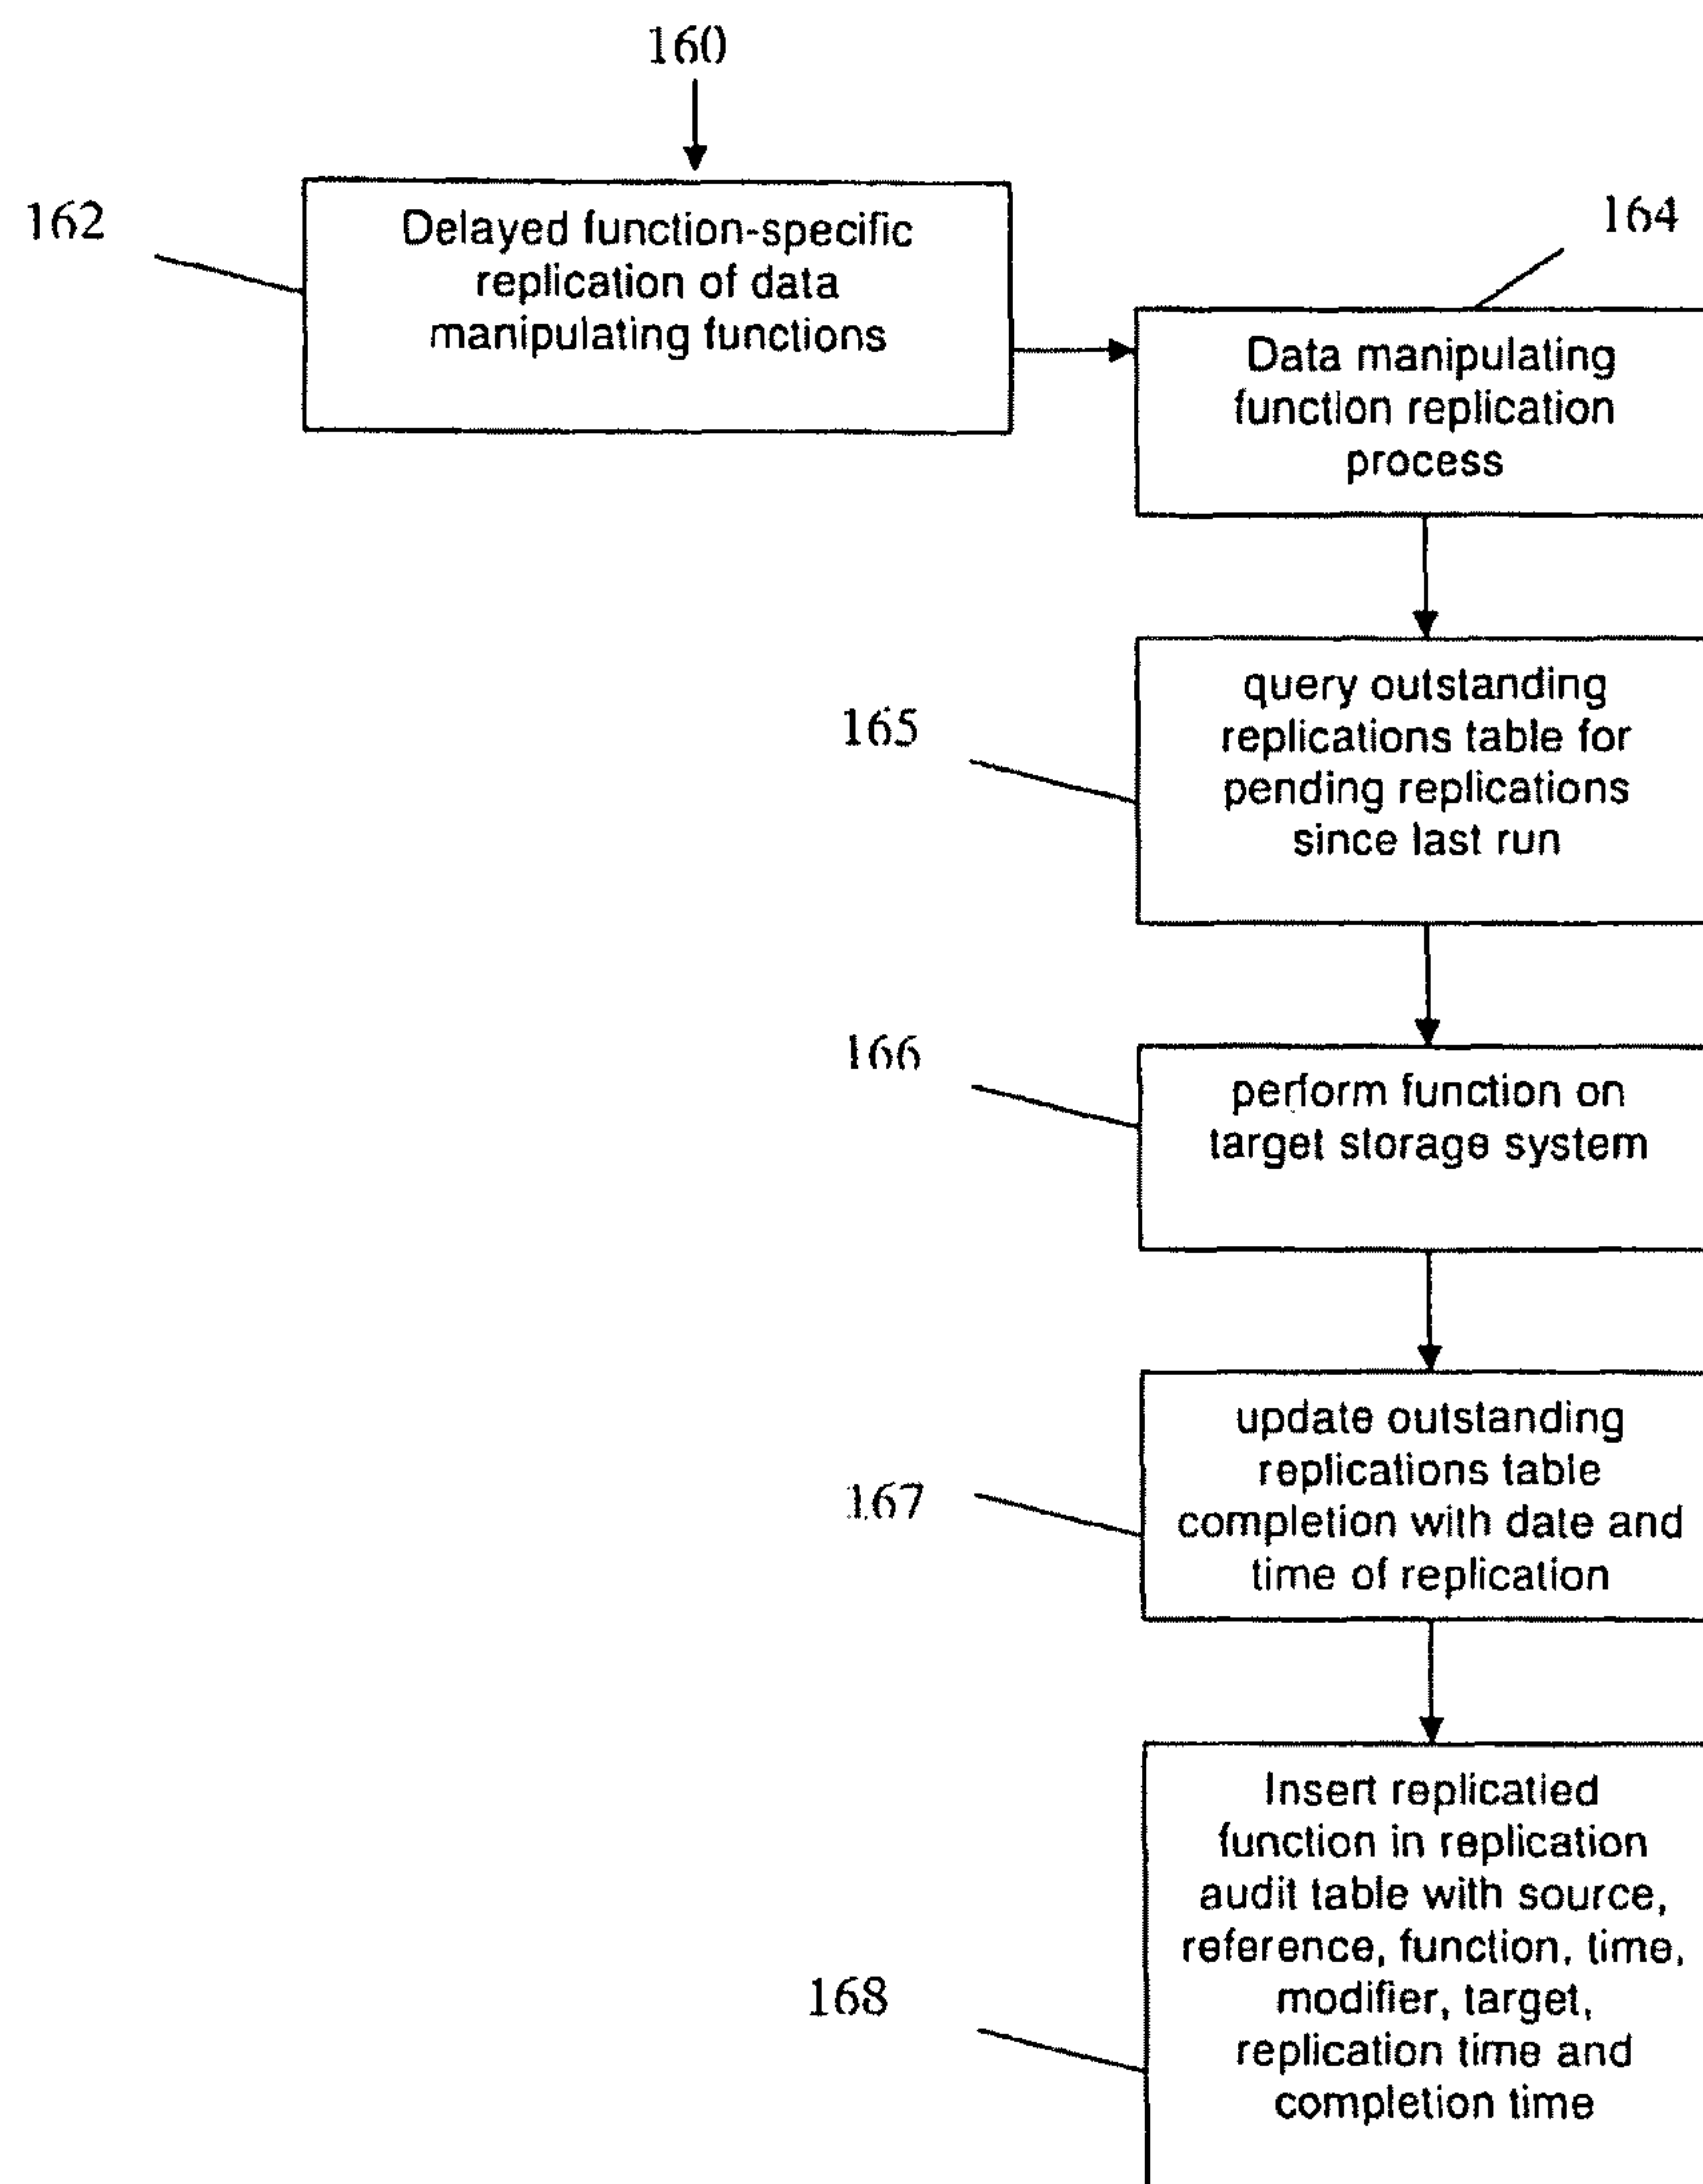 160
162
Delayed function-specific
replication of data
manipulating functions
164
Data manipulating
function replication
process
165
query outstanding
replications table for
pending replications
since last run
166
perform function on
target storage system
167
update outstanding
replications table
completion with date and
time of replication
168
Insert replicatied
function in replication
audit table with source,
reference, function, time,
modifier, target,
replication time and
completion time